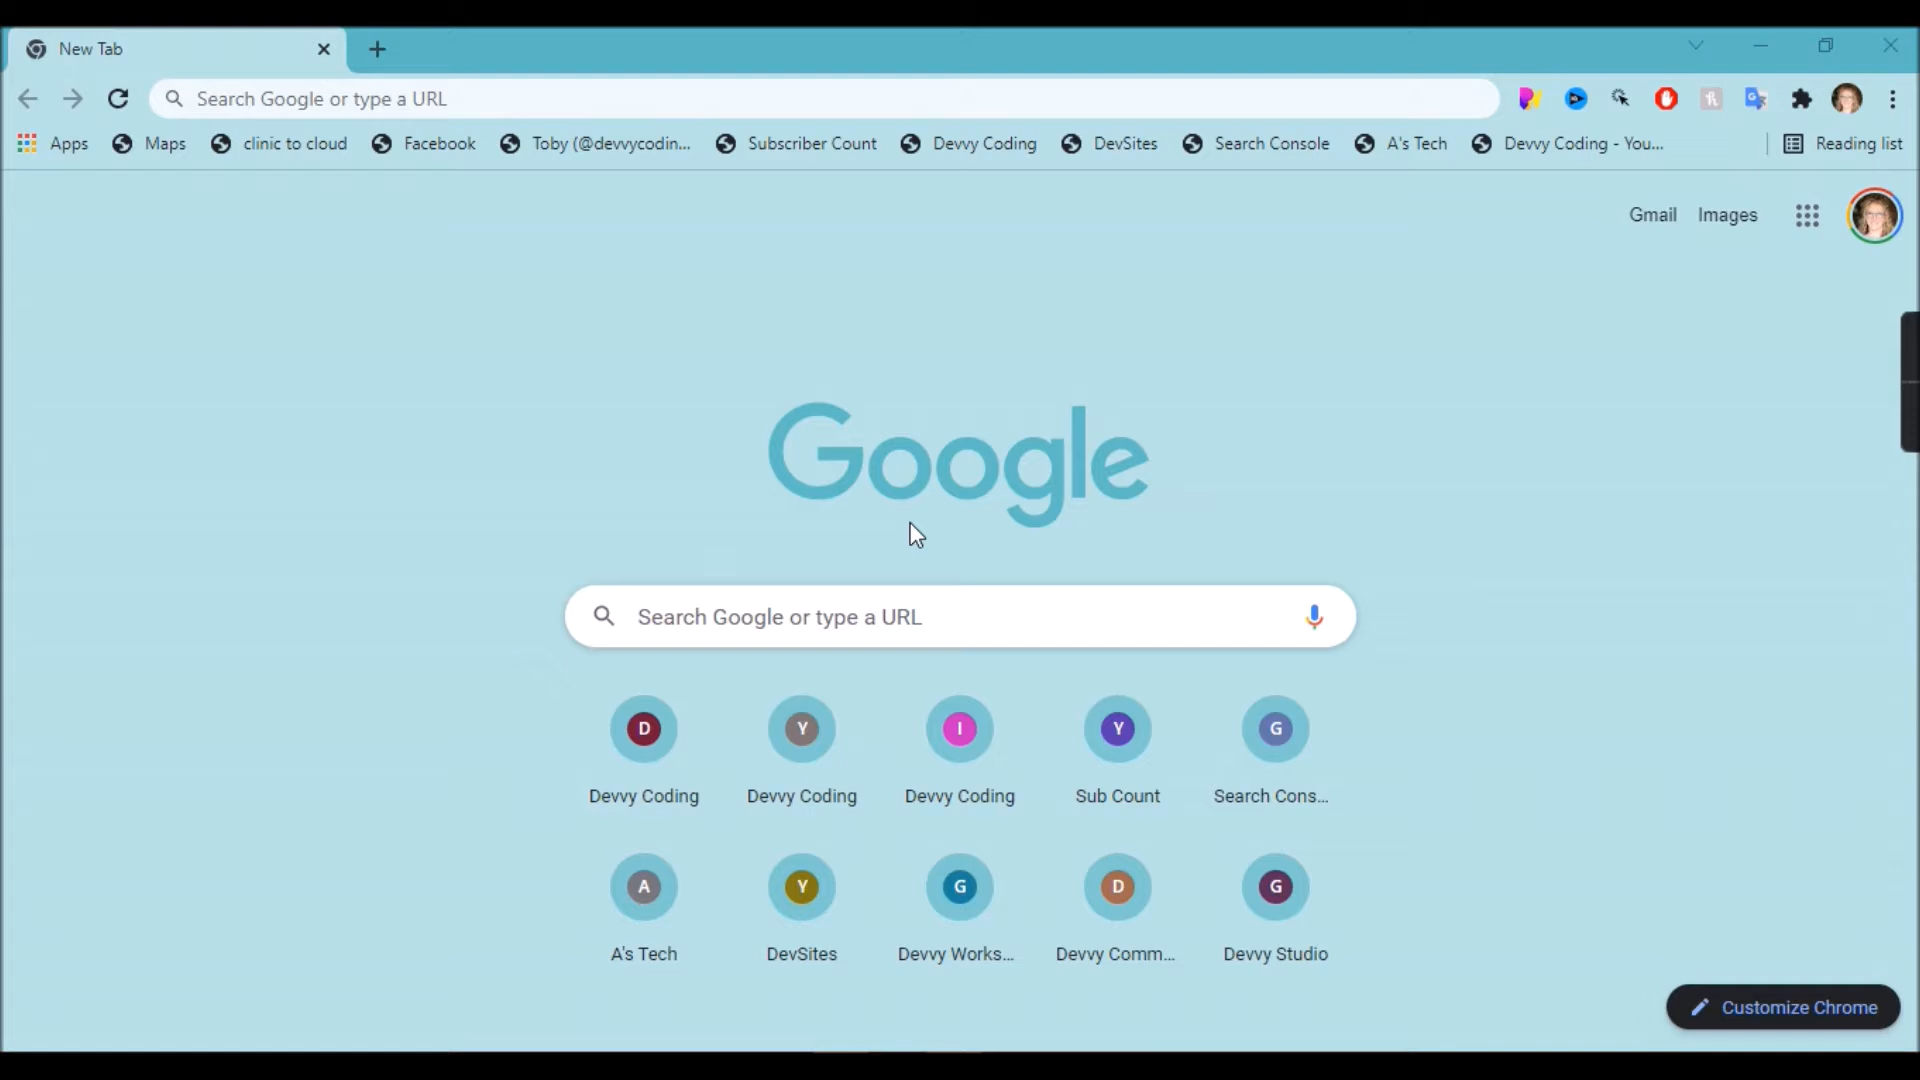 New Tab
Search Google or type a URL
Apps Maps clinic to cloud Facebook Toby (@devvycodin... Subscriber Count Devvy Coding DevSites Search Console A's Tech Devvy Coding - You... Reading list
Gmail Images
Google
Search Google or type a URL
D Y I Y G
Devvy Coding Devvy Coding Devvy Coding Sub Count Search Cons...
A Y G D G
A's Tech DevSites Devvy Works... Devvy Comm... Devvy Studio
Customize Chrome